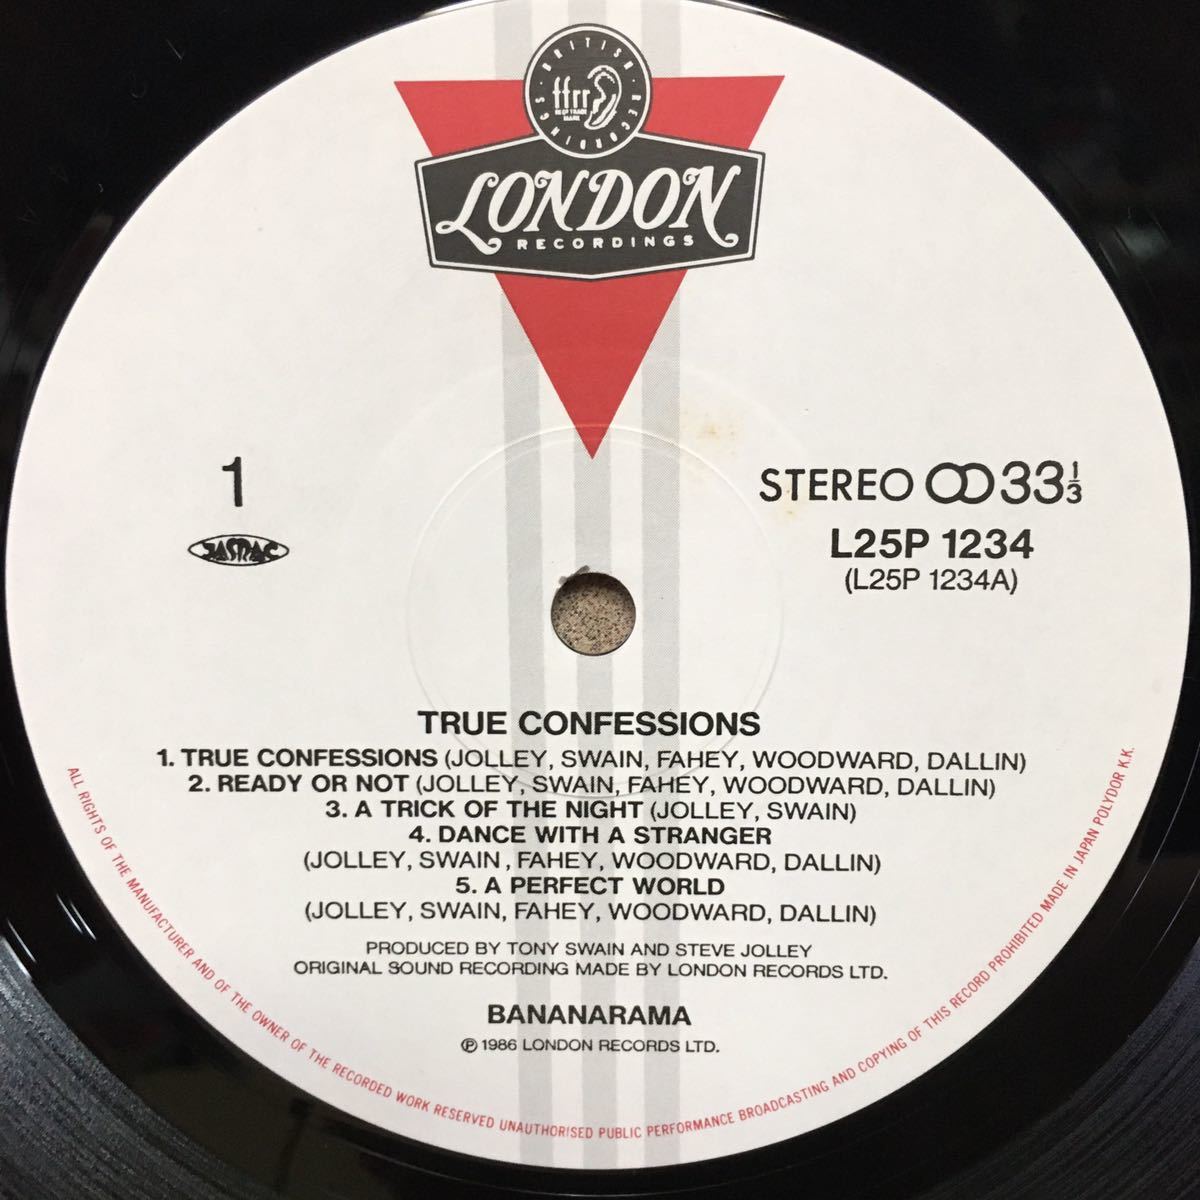 BRITISH · RECORDINGS ·
ffrr
LONDON
RECORDINGS
1
JASRAC
STEREO 33 1/3
L25P 1234
(L25P 1234A)
TRUE CONFESSIONS
1. TRUE CONFESSIONS (JOLLEY, SWAIN, FAHEY, WOODWARD, DALLIN)
2. READY OR NOT (JOLLEY, SWAIN, FAHEY, WOODWARD, DALLIN)
3. A TRICK OF THE NIGHT (JOLLEY, SWAIN)
4. DANCE WITH A STRANGER
(JOLLEY, SWAIN , FAHEY, WOODWARD, DALLIN)
5. A PERFECT WORLD
(JOLLEY, SWAIN, FAHEY, WOODWARD, DALLIN)
PRODUCED BY TONY SWAIN AND STEVE JOLLEY
ORIGINAL SOUND RECORDING MADE BY LONDON RECORDS LTD.
BANANARAMA
℗ 1986 LONDON RECORDS LTD.
ALL RIGHTS OF THE MANUFACTURER AND OF THE OWNER OF THE RECORDED WORK RESERVED UNAUTHORISED PUBLIC PERFORMANCE BROADCASTING AND COPYING OF THIS RECORD PROHIBITED MADE IN JAPAN POLYDOR K.K.